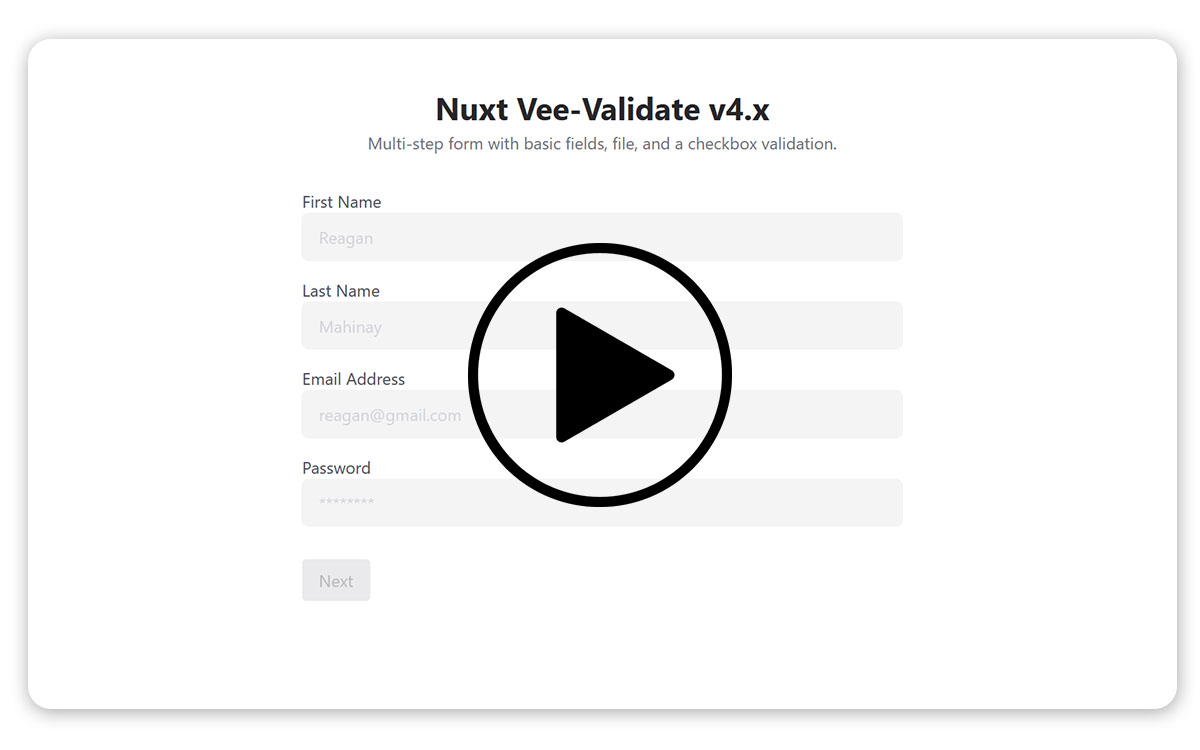 Nuxt Vee-Validate v4.x
Multi-step form with basic fields, file, and a checkbox validation.
First Name
Reagan
Last Name
Mahinay
Email Address
reagan@gmail.com
Password
********
Next